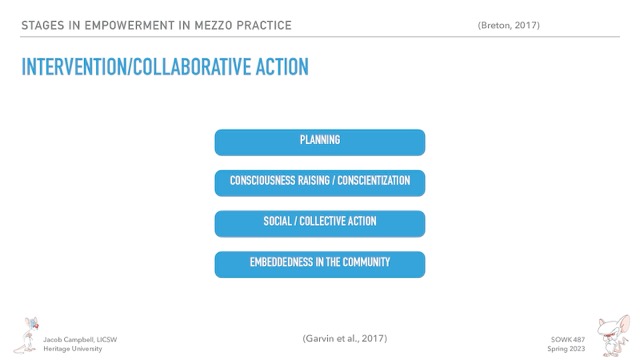 STAGES IN EMPOWERMENT IN MEZZO PRACTICE
(Breton, 2017)
INTERVENTION/COLLABORATIVE ACTION
PLANNING
CONSCIOUSNESS RAISING / CONSCIENTIZATION
SOCIAL / COLLECTIVE ACTION
EMBEDDEDNESS IN THE COMMUNITY
Jacob Campbell, LICSW
Heritage University
(Garvin et al., 2017)
SOWK 487
Spring 2023